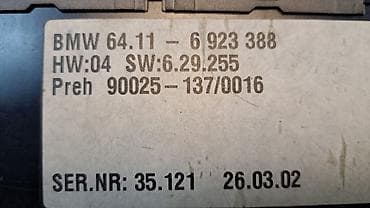 BMW 64.11 - 6 923 388
HW:04 SW:6.29.255
Preh 90025-137/0016
SER.NR: 35.121 26.03.02